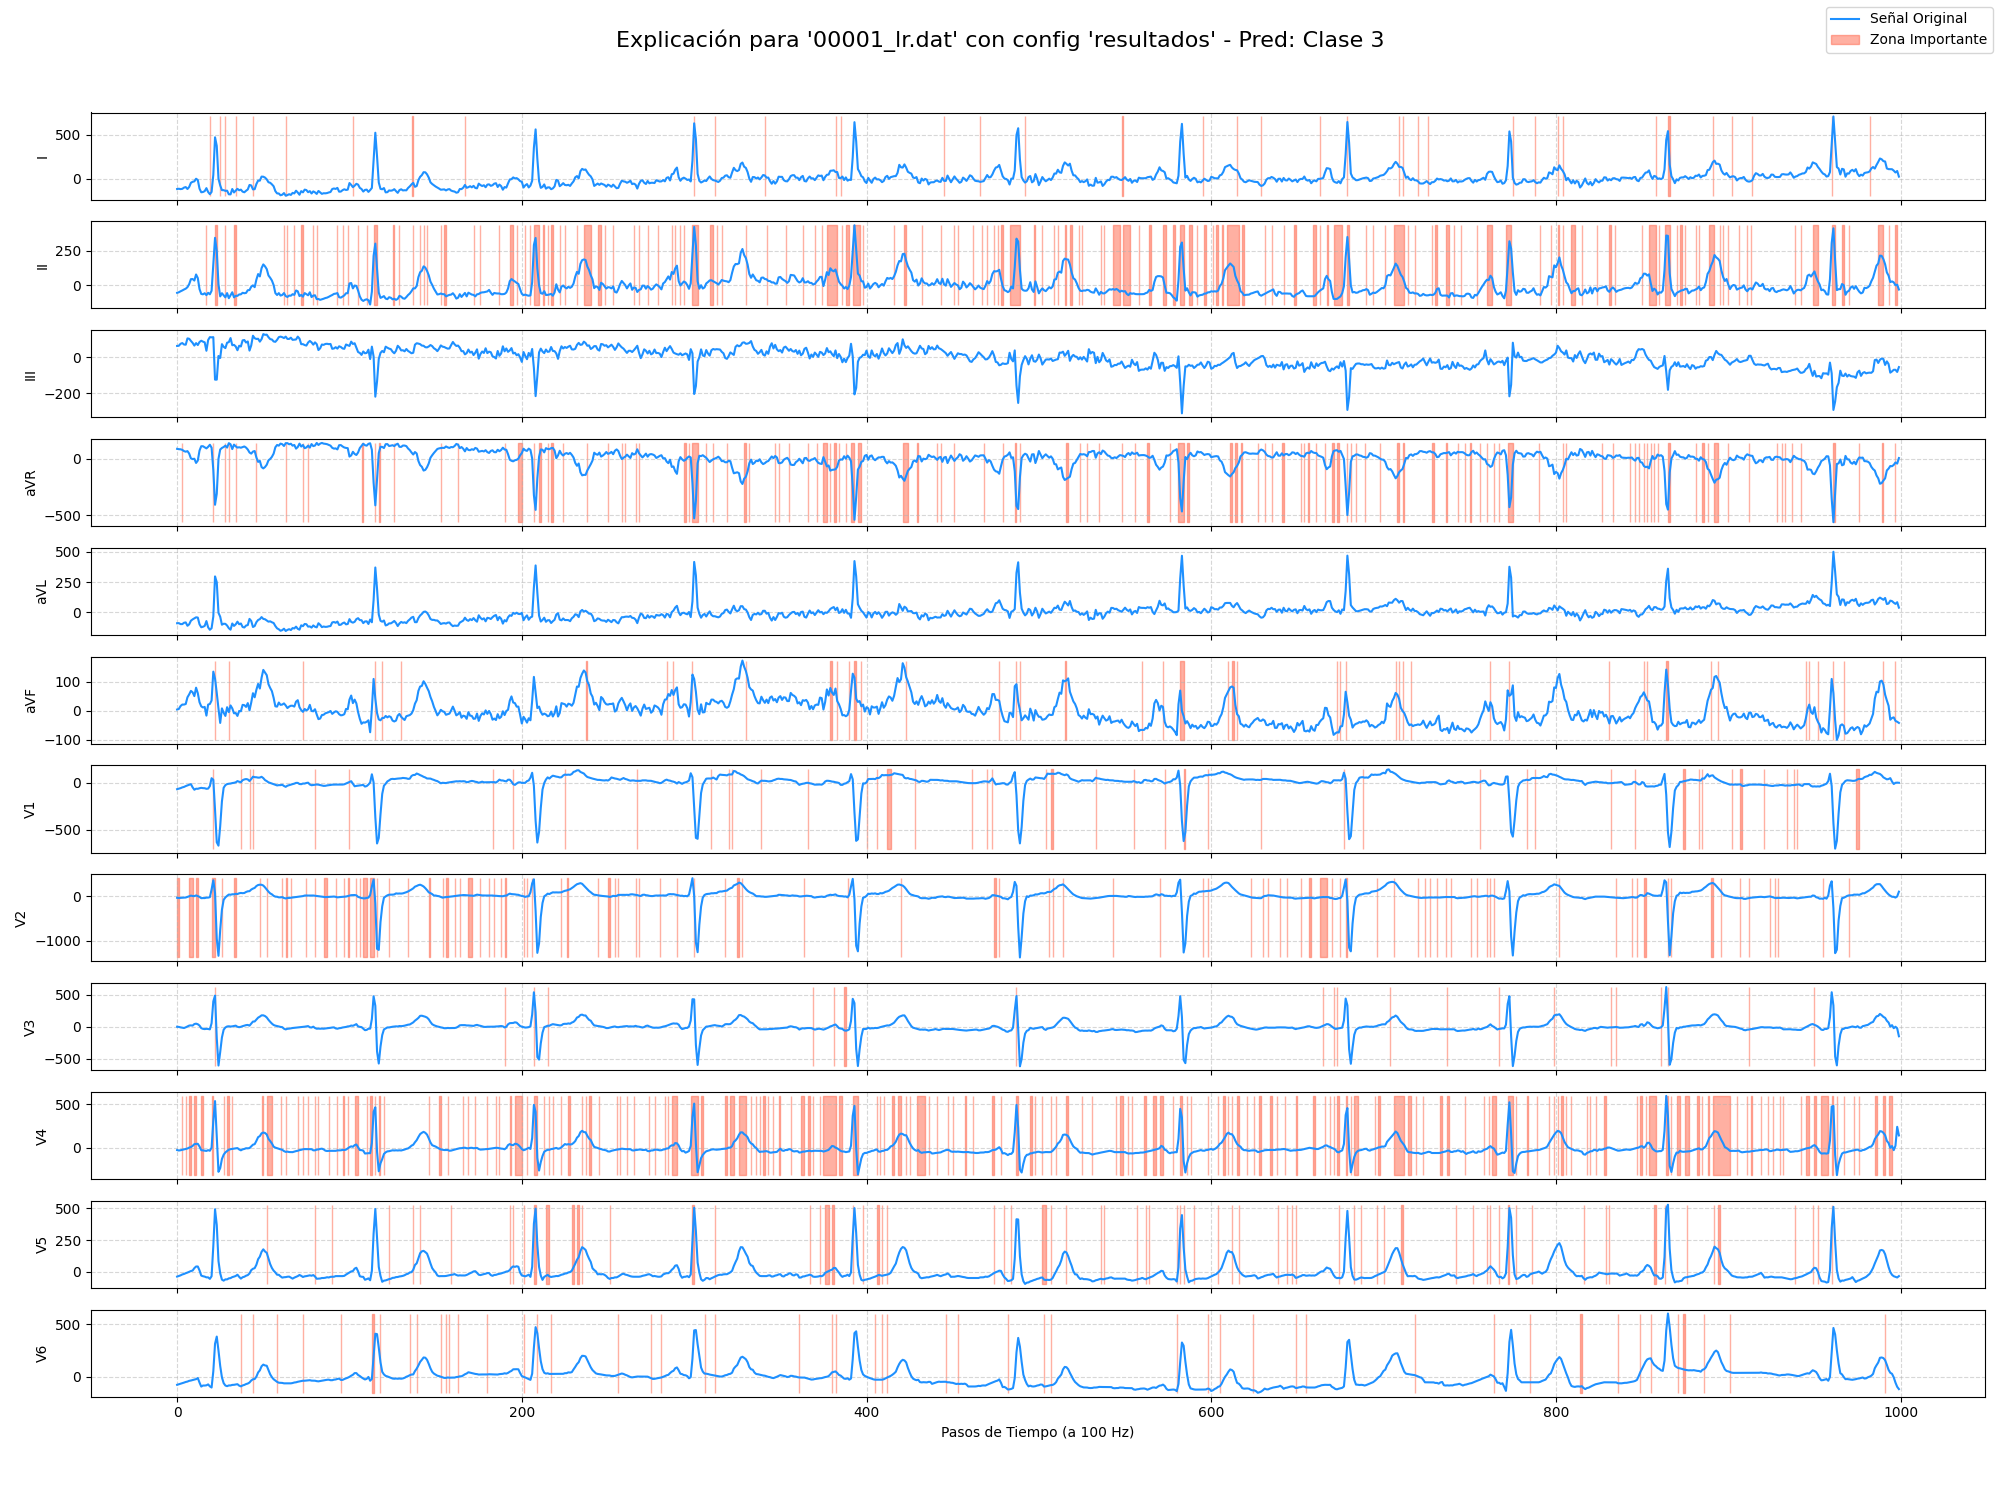 Señal Original
Zona Importante
Explicación para '00001_lr.dat' con config 'resultados' - Pred: Clase 3
I
500
0
II
250
0
III
0
−200
aVR
0
−500
aVL
500
250
0
aVF
100
0
−100
V1
0
−500
V2
0
−1000
V3
500
0
−500
V4
500
0
V5
500
250
0
V6
500
0
0 200 400 600 800 1000
Pasos de Tiempo (a 100 Hz)